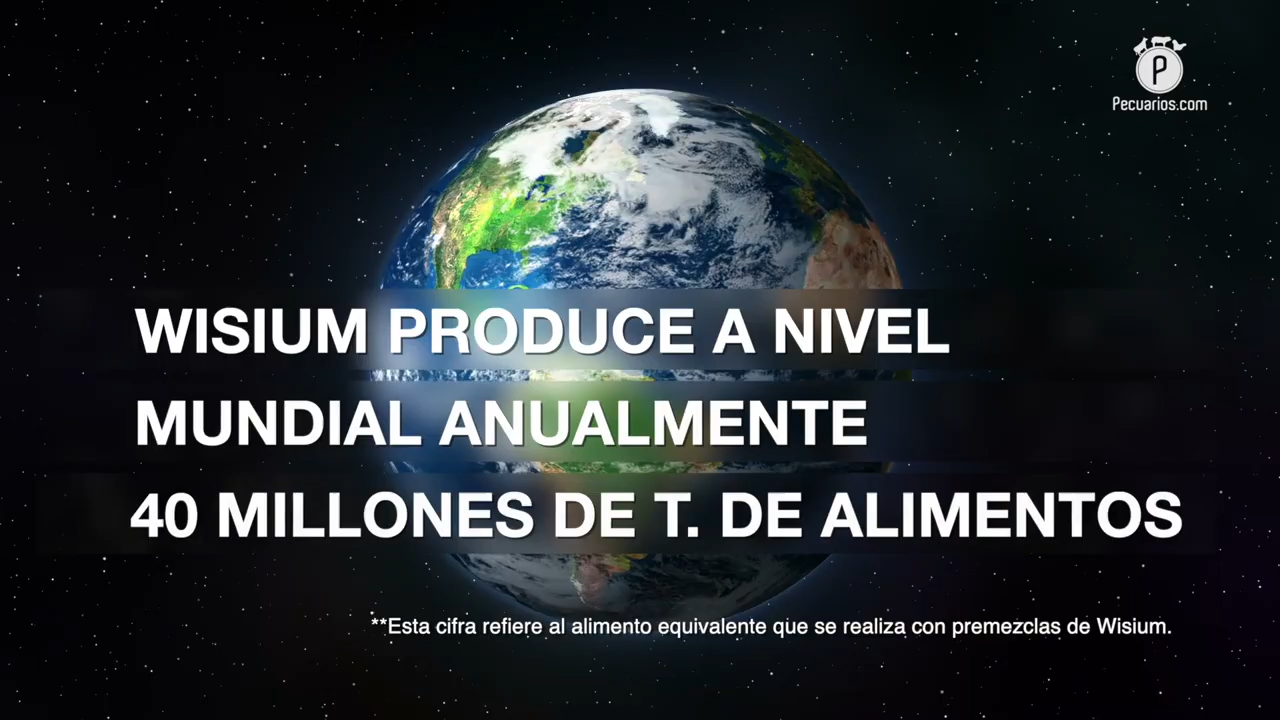 P
Pecuarios.com
WISIUM PRODUCE A NIVEL
MUNDIAL ANUALMENTE
40 MILLONES DE T. DE ALIMENTOS
**Esta cifra refiere al alimento equivalente que se realiza con premezclas de Wisium.